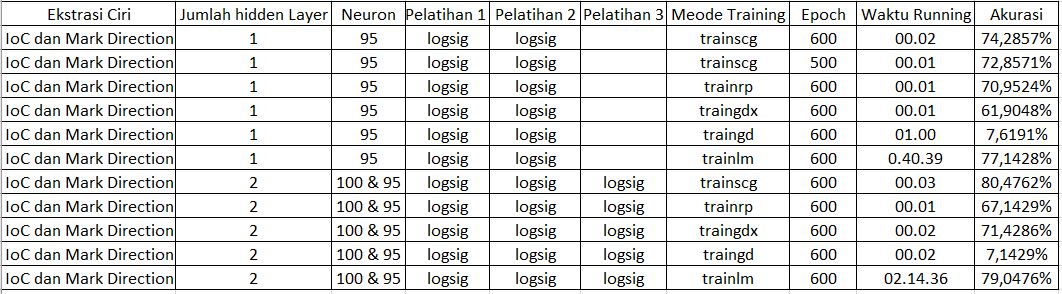 Ekstrasi Ciri Jumlah hidden Layer Neuron Pelatihan 1 Pelatihan 2 Pelatihan 3 Meode Training Epoch Waktu Running Akurasi
IoC dan Mark Direction 1 95 logsig logsig trainscg 600 00.02 74,2857%
IoC dan Mark Direction 1 95 logsig logsig trainscg 500 00.01 72,8571%
IoC dan Mark Direction 1 95 logsig logsig trainrp 600 00.01 70,9524%
IoC dan Mark Direction 1 95 logsig logsig traingdx 600 00.01 61,9048%
IoC dan Mark Direction 1 95 logsig logsig traingd 600 01.00 7,6191%
IoC dan Mark Direction 1 95 logsig logsig trainlm 600 0.40.39 77,1428%
IoC dan Mark Direction 2 100 & 95 logsig logsig logsig trainscg 600 00.03 80,4762%
IoC dan Mark Direction 2 100 & 95 logsig logsig logsig trainrp 600 00.01 67,1429%
IoC dan Mark Direction 2 100 & 95 logsig logsig logsig traingdx 600 00.02 71,4286%
IoC dan Mark Direction 2 100 & 95 logsig logsig logsig traingd 600 00.02 7,1429%
IoC dan Mark Direction 2 100 & 95 logsig logsig logsig trainlm 600 02.14.36 79,0476%